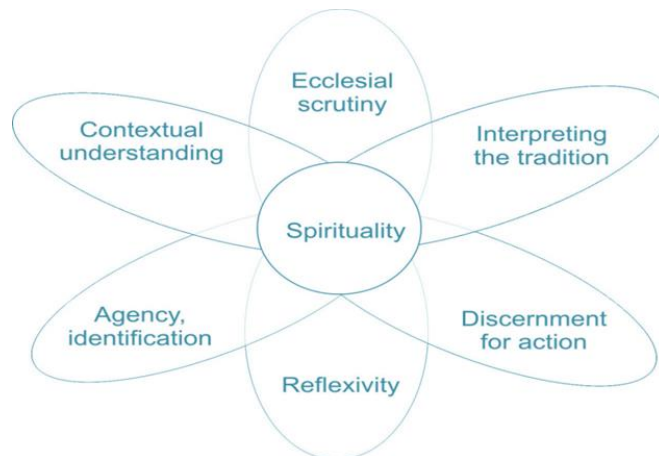 Ecclesial
scrutiny
Contextual
understanding
Interpreting
the tradition
Spirituality
Agency,
identification
Discernment
for action
Reflexivity